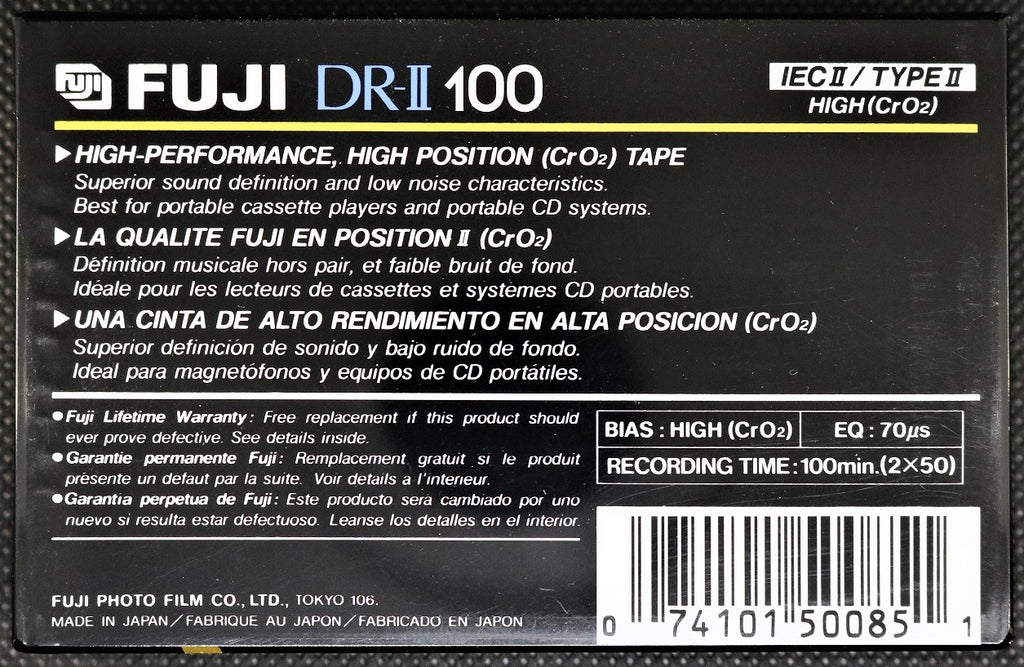 FUJI FUJI DR-II 100
IEC II / TYPE II
HIGH (CrO2)
▶HIGH-PERFORMANCE, HIGH POSITION (CrO2) TAPE
Superior sound definition and low noise characteristics.
Best for portable cassette players and portable CD systems.
▶LA QUALITE FUJI EN POSITION II (CrO2)
Définition musicale hors pair, et faible bruit de fond.
Idéale pour les lecteurs de cassettes et systemes CD portables.
▶UNA CINTA DE ALTO RENDIMIENTO EN ALTA POSICION (CrO2)
Superior definición de sonido y bajo ruido de fondo.
Ideal para magnetófonos y equipos de CD portátiles.
●Fuji Lifetime Warranty: Free replacement if this product should
ever prove defective. See details inside.
●Garantie permanente Fuji: Remplacement gratuit si le produit
présente un defaut par la suite. Voir details a l'interieur.
●Garantia perpetua de Fuji: Este producto será cambiado por uno
nuevo si resulta estar defectuoso. Leanse los detalles en el interior.
BIAS : HIGH (CrO2) EQ : 70μs
RECORDING TIME : 100min. (2×50)
FUJI PHOTO FILM CO., LTD., TOKYO 106.
MADE IN JAPAN / FABRIQUE AU JAPON / FABRICADO EN JAPON
0 74101 50085 1